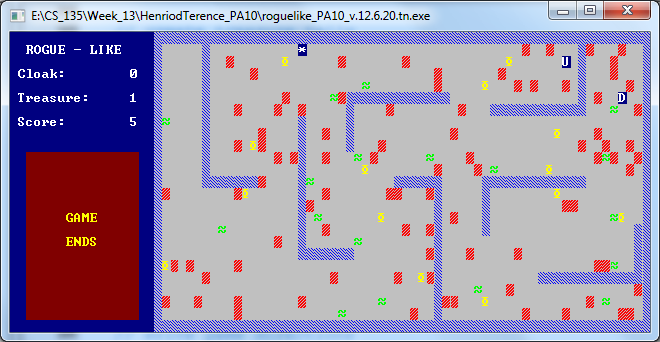 E:\CS_135\Week_13\HenriodTerence_PA10\roguelike_PA10_v.12.6.20.tn.exe
ROGUE - LIKE
Cloak: 0
Treasure: 1
Score: 5
GAME
ENDS
*
U
D